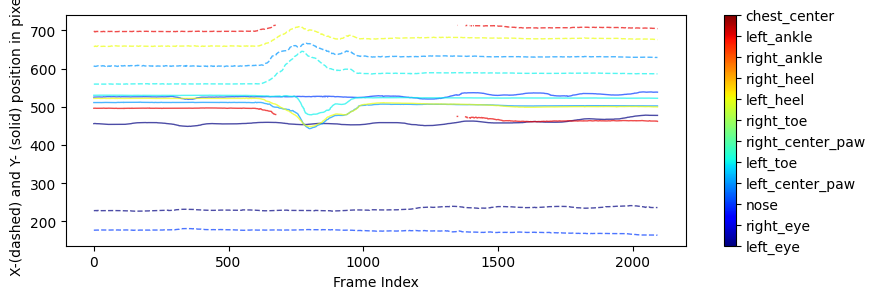 X-(dashed) and Y- (solid) position in pixe
700
600
500
400
300
200
0
500
1000
1500
2000
Frame Index
chest_center
left_ankle
right_ankle
right_heel
left_heel
right_toe
right_center_paw
left_toe
left_center_paw
nose
right_eye
left_eye